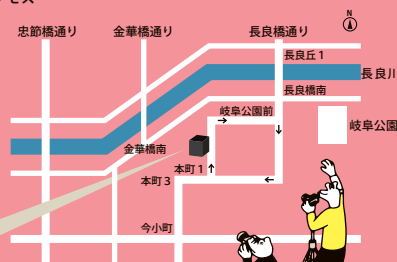 N
忠節橋通り
金華橋通り
長良橋通り
長良丘1
長良川
長良橋南
岐阜公園前
岐阜公園
金華橋南
本町1
本町3
今小町